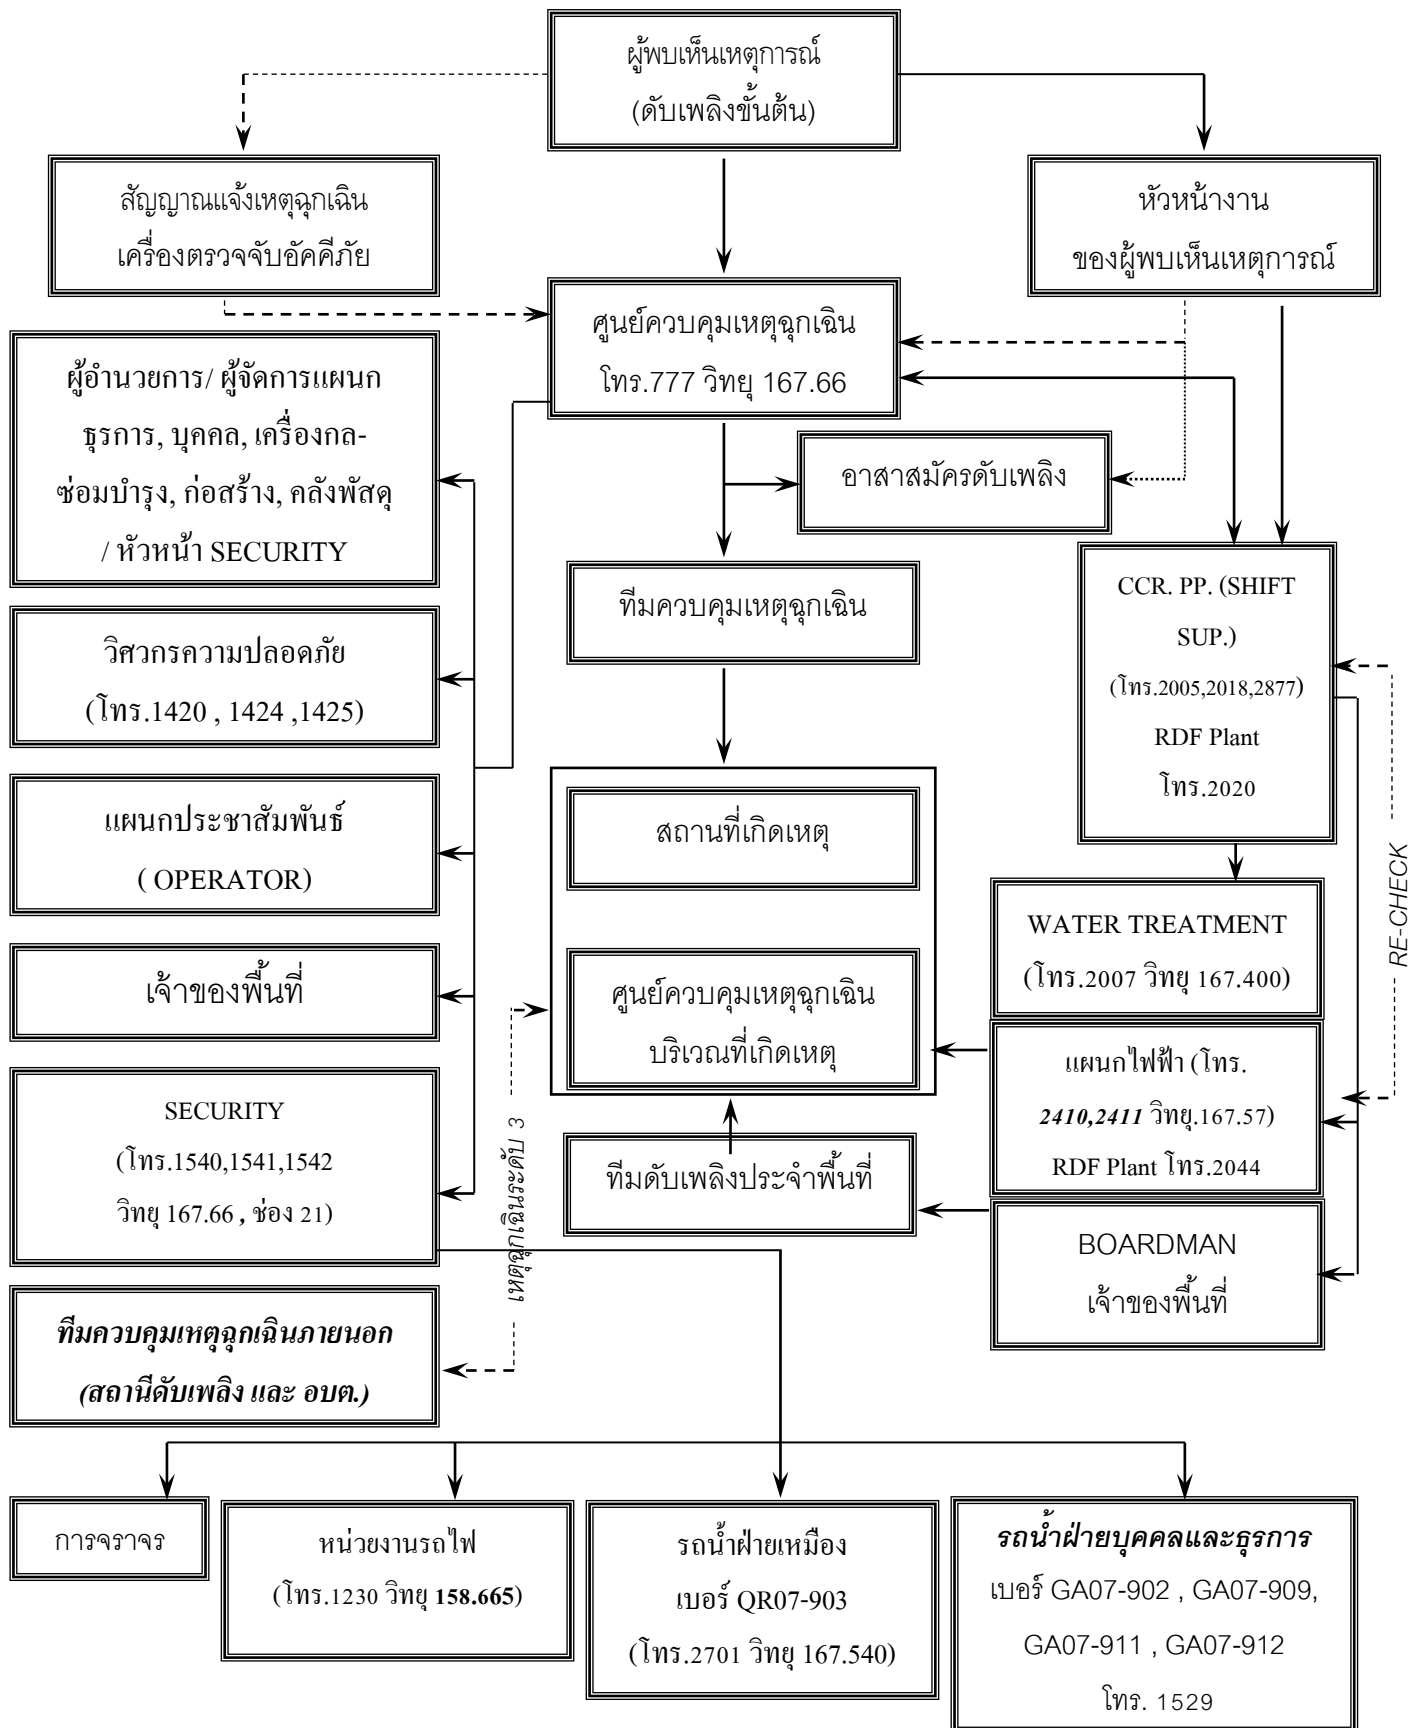 ผู้พบเห็นเหตุการณ์
(ดับเพลิงขั้นต้น)
สัญญาณแจ้งเหตุฉุกเฉิน
เครื่องตรวจจับอัคคีภัย
หัวหน้างาน
ของผู้พบเห็นเหตุการณ์
ศูนย์ควบคุมเหตุฉุกเฉิน
โทร.777 วิทยุ 167.66
ผู้อำนวยการ/ ผู้จัดการแผนก
ธุรการ, บุคคล, เครื่องกล-
ซ่อมบำรุง, ก่อสร้าง, คลังพัสดุ
/ หัวหน้า SECURITY
อาสาสมัครดับเพลิง
ทีมควบคุมเหตุฉุกเฉิน
CCR. PP. (SHIFT
SUP.)
(โทร.2005,2018,2877)
RDF Plant
โทร.2020
วิศวกรความปลอดภัย
(โทร.1420 , 1424 ,1425)
แผนกประชาสัมพันธ์
( OPERATOR)
สถานที่เกิดเหตุ
RE-CHECK
WATER TREATMENT
(โทร.2007 วิทยุ 167.400)
เจ้าของพื้นที่
ศูนย์ควบคุมเหตุฉุกเฉิน
บริเวณที่เกิดเหตุ
แผนกไฟฟ้า (โทร.
2410,2411 วิทยุ.167.57)
RDF Plant โทร.2044
SECURITY
(โทร.1540,1541,1542
วิทยุ 167.66 , ช่อง 21)
เหตุฉุกเฉินระดับ 3
ทีมดับเพลิงประจำพื้นที่
BOARDMAN
เจ้าของพื้นที่
ทีมควบคุมเหตุฉุกเฉินภายนอก
(สถานีดับเพลิง และ อบต.)
การจราจร
หน่วยงานรถไฟ
(โทร.1230 วิทยุ 158.665)
รถน้ำฝ่ายเหมือง
เบอร์ QR07-903
(โทร.2701 วิทยุ 167.540)
รถน้ำฝ่ายบุคคลและธุรการ
เบอร์ GA07-902 , GA07-909,
GA07-911 , GA07-912
โทร. 1529